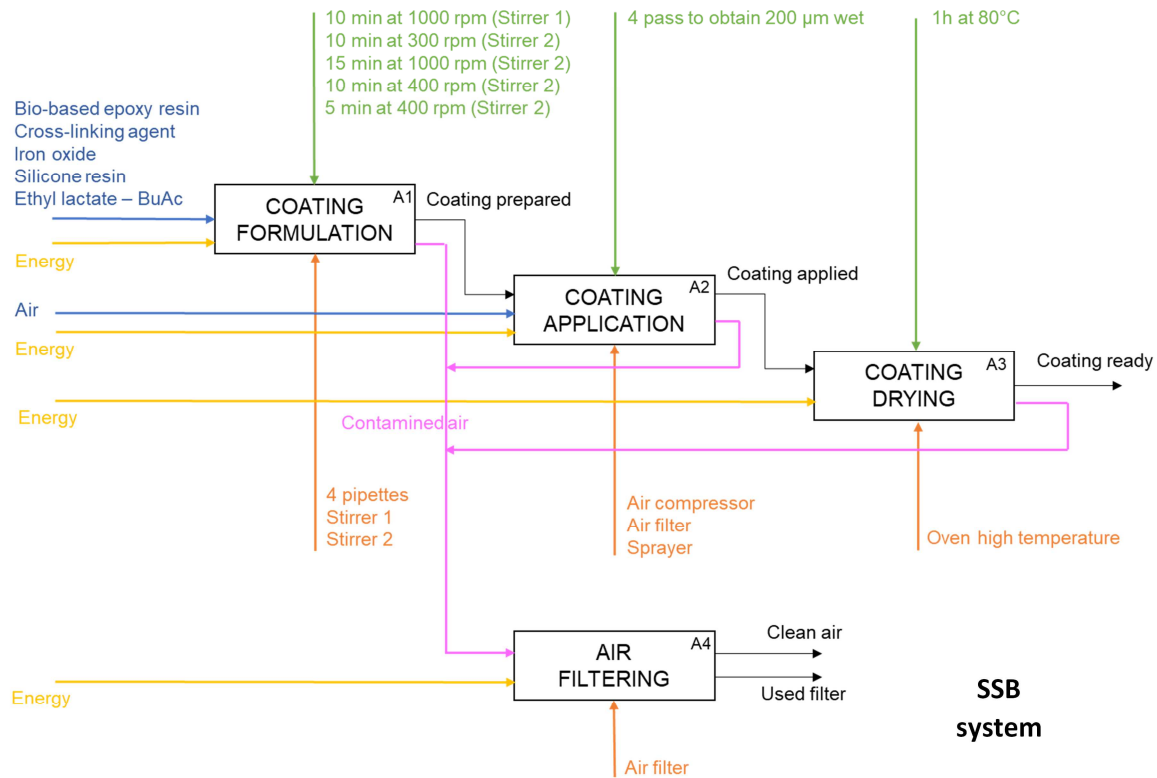 10 min at 1000 rpm (Stirrer 1)
10 min at 300 rpm (Stirrer 2)
15 min at 1000 rpm (Stirrer 2)
10 min at 400 rpm (Stirrer 2)
5 min at 400 rpm (Stirrer 2)
4 pass to obtain 200 µm wet
1h at 80°C
Bio-based epoxy resin
Cross-linking agent
Iron oxide
Silicone resin
Ethyl lactate – BuAc
Energy
A1
COATING
FORMULATION
Coating prepared
Air
Energy
A2
COATING
APPLICATION
Coating applied
Energy
A3
COATING
DRYING
Coating ready
Contamined air
4 pipettes
Stirrer 1
Stirrer 2
Air compressor
Air filter
Sprayer
Oven high temperature
Energy
A4
AIR
FILTERING
Clean air
Used filter
Air filter
SSB
system